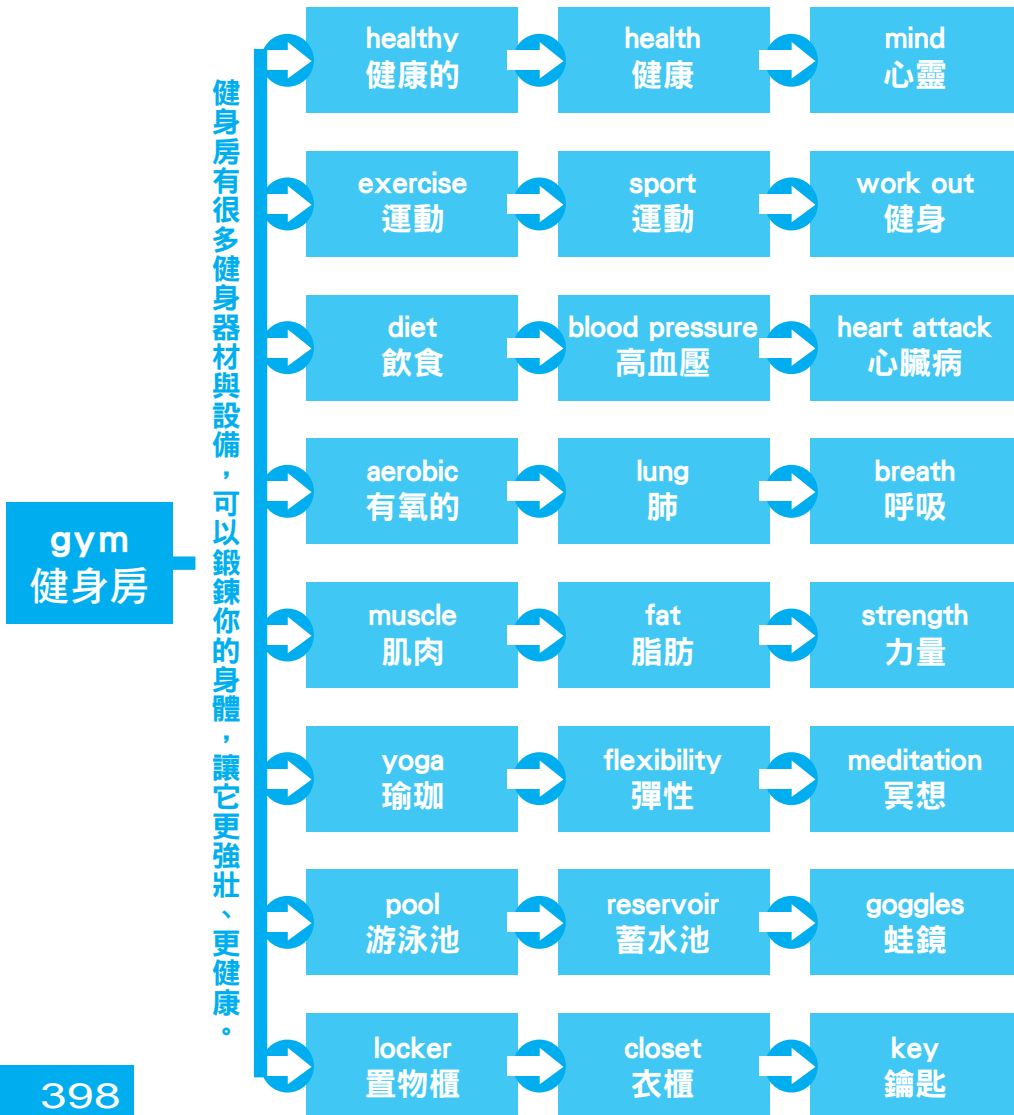 gym
健身房
健身房有很多健身器材與設備，可以鍛鍊你的身體，讓它更強壯、更健康。
healthy
健康的
health
健康
mind
心靈
exercise
運動
sport
運動
work out
健身
diet
飲食
blood pressure
高血壓
heart attack
心臟病
aerobic
有氧的
lung
肺
breath
呼吸
muscle
肌肉
fat
脂肪
strength
力量
yoga
瑜珈
flexibility
彈性
meditation
冥想
pool
游泳池
reservoir
蓄水池
goggles
蛙鏡
locker
置物櫃
closet
衣櫃
key
鑰匙
398